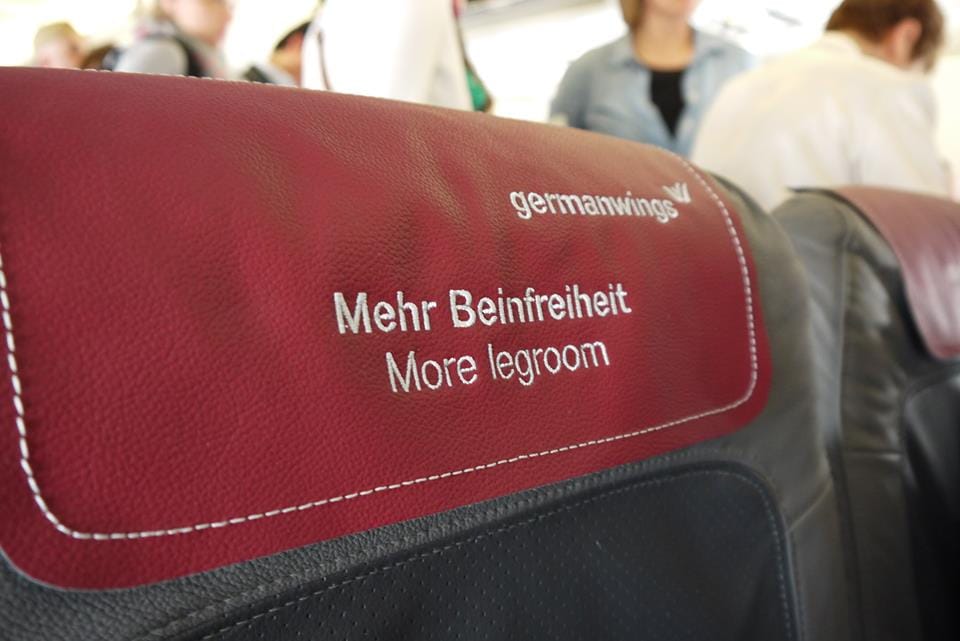 germanwings
Mehr Beinfreiheit
More legroom